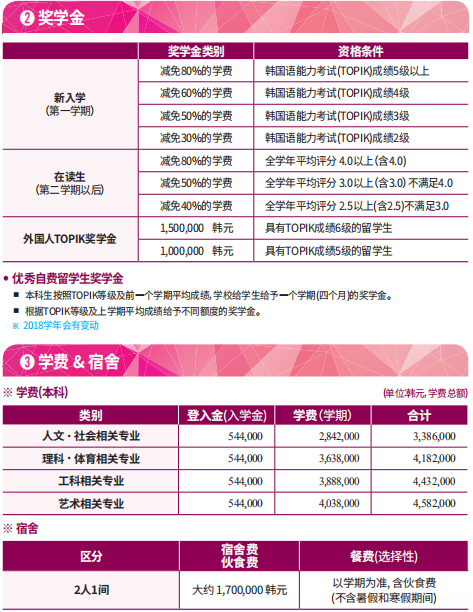 ❷ 奖学金
奖学金类别 资格条件
新入学
（第一学期）
减免80%的学费 韩国语能力考试(TOPIK)成绩5级以上
减免60%的学费 韩国语能力考试(TOPIK)成绩4级
减免50%的学费 韩国语能力考试(TOPIK)成绩3级
减免30%的学费 韩国语能力考试(TOPIK)成绩2级
在读生
（第二学期以后）
减免80%的学费 全学年平均评分 4.0以上 (含4.0)
减免50%的学费 全学年平均评分 3.0以上 (含3.0) 不满足4.0
减免40%的学费 全学年平均评分 2.5以上(含2.5)不满足3.0
外国人TOPIK奖学金
1,500,000 韩元 具有TOPIK成绩6级的留学生
1,000,000 韩元 具有TOPIK成绩5级的留学生
• 优秀自费留学生奖学金
■ 本科生按照TOPIK等级及前一个学期平均成绩, 学校给学生给予一个学期(四个月)的奖学金。
■ 根据TOPIK等级及上学期平均成绩给予不同额度的奖学金。
※ 2018学年会有变动
❸ 学费 & 宿舍
※ 学费(本科) (单位:韩元, 学费总额)
类别 登入金(入学金) 学费 (学期) 合计
人文·社会相关专业 544,000 2,842,000 3,386,000
理科·体育相关专业 544,000 3,638,000 4,182,000
工科相关专业 544,000 3,888,000 4,432,000
艺术相关专业 544,000 4,038,000 4,582,000
※ 宿舍
区分 宿舍费
伙食费 餐费(选择性)
2人1间 大约 1,700,000 韩元 以学期为准, 含伙食费
(不含暑假和寒假期间)